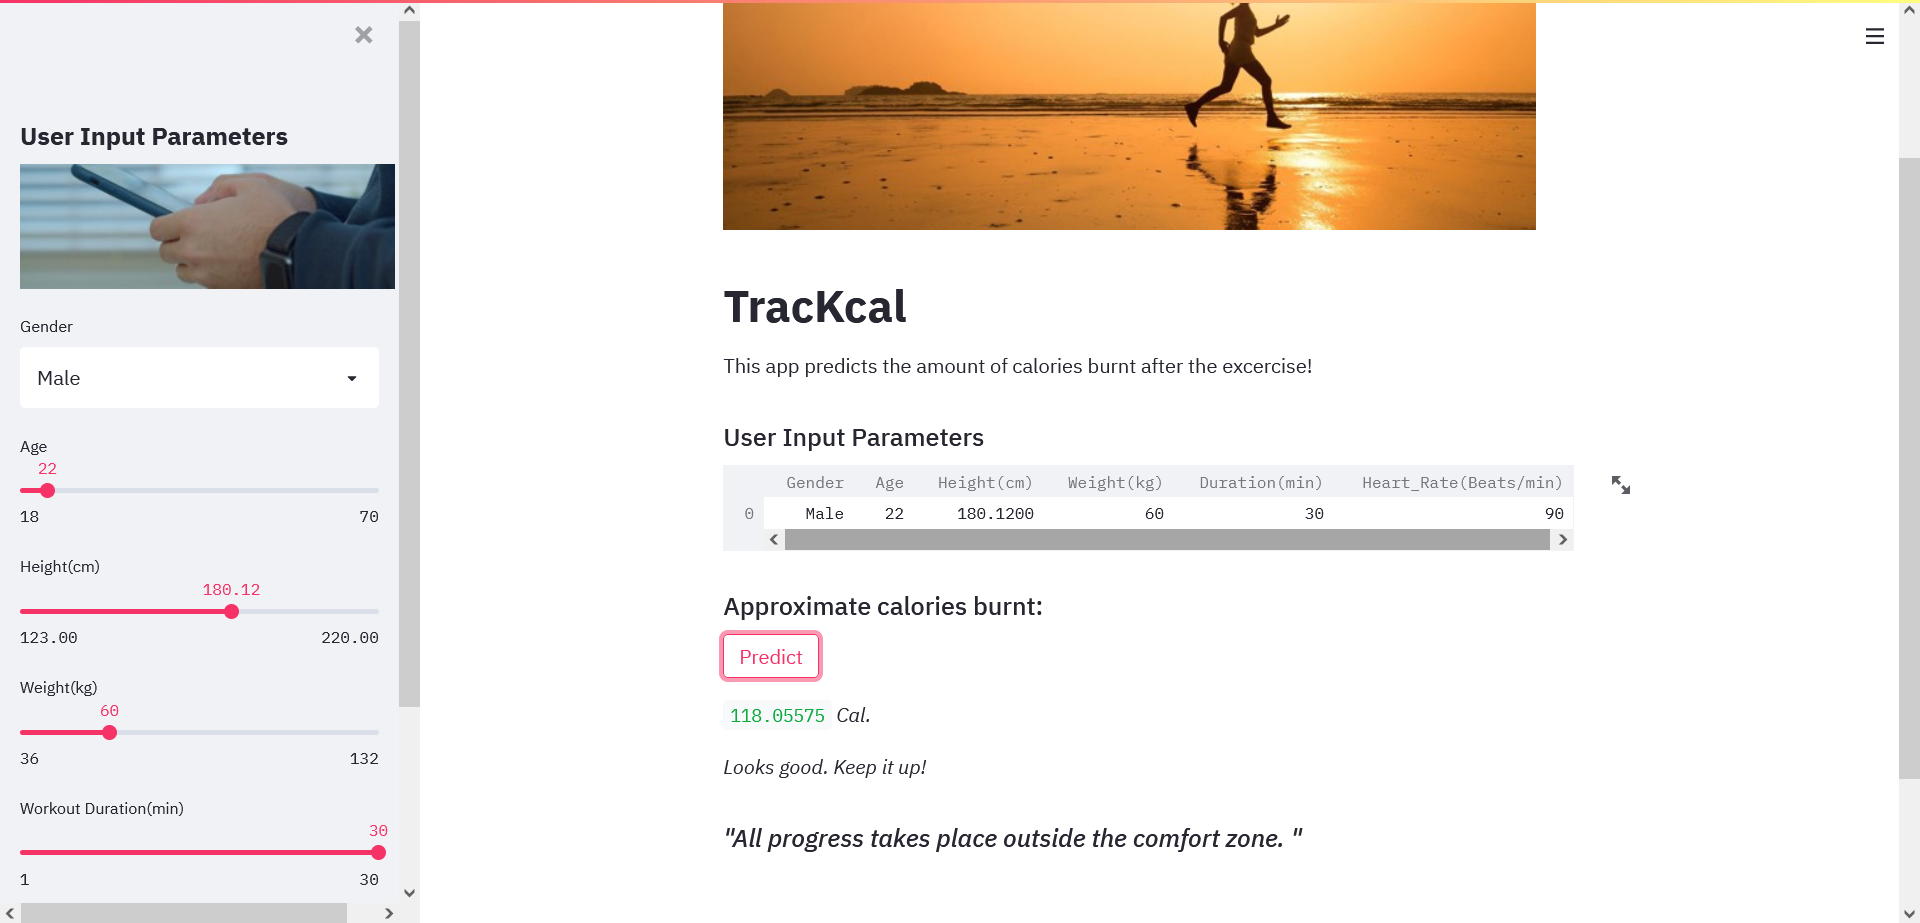 User Input Parameters
Gender
Male
Age
22
18 70
Height(cm)
180.12
123.00 220.00
Weight(kg)
60
36 132
Workout Duration(min)
30
1 30
TracKcal
This app predicts the amount of calories burnt after the excercise!
User Input Parameters
Gender Age Height(cm) Weight(kg) Duration(min) Heart_Rate(Beats/min)
0 Male 22 180.1200 60 30 90
Approximate calories burnt:
Predict
118.05575 Cal.
Looks good. Keep it up!
"All progress takes place outside the comfort zone. "